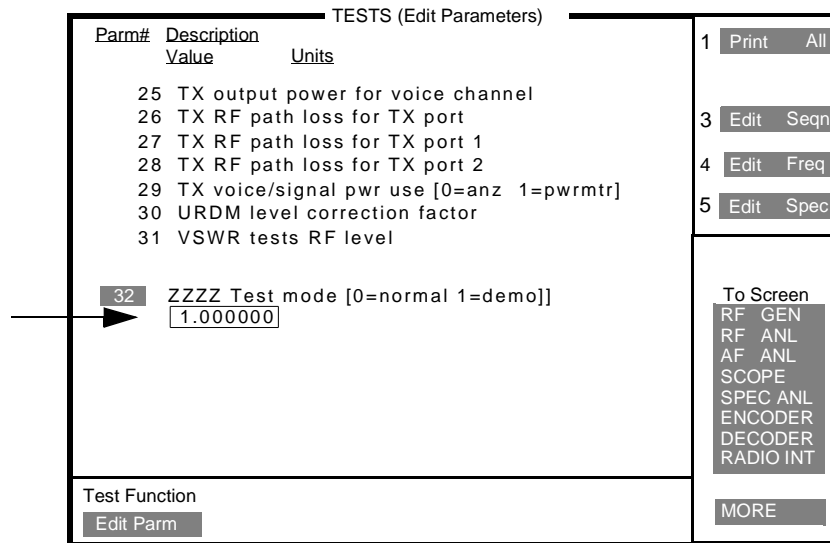 TESTS (Edit Parameters)
Parm# Description
Value Units
25 TX output power for voice channel
26 TX RF path loss for TX port
27 TX RF path loss for TX port 1
28 TX RF path loss for TX port 2
29 TX voice/signal pwr use [0=anz 1=pwrmtr]
30 URDM level correction factor
31 VSWR tests RF level
32 ZZZZ Test mode [0=normal 1=demo]]
1.000000
Test Function
Edit Parm
1 Print All
3 Edit Seqn
4 Edit Freq
5 Edit Spec
To Screen
RF GEN
RF ANL
AF ANL
SCOPE
SPEC ANL
ENCODER
DECODER
RADIO INT
MORE